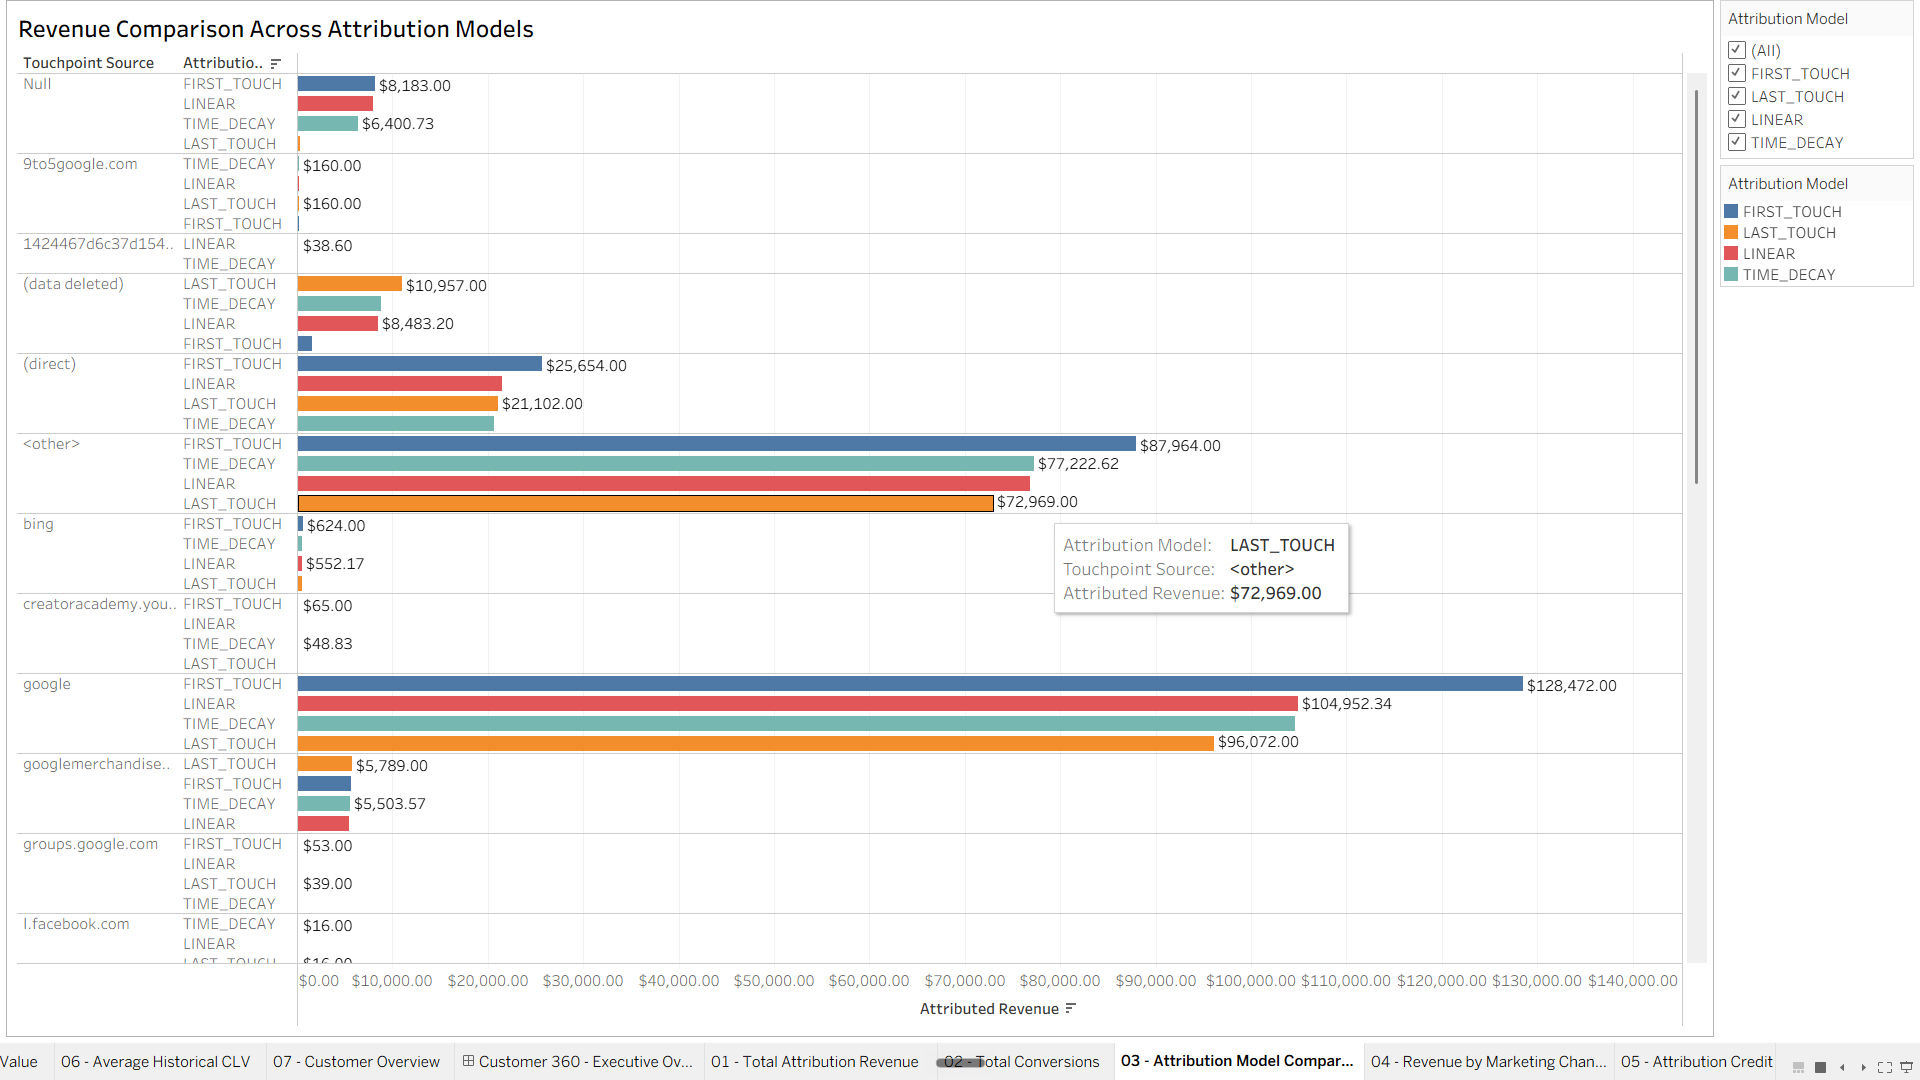 Revenue Comparison Across Attribution Models
Touchpoint Source Attributio..
Null FIRST_TOUCH $8,183.00
LINEAR
TIME_DECAY $6,400.73
LAST_TOUCH
9to5google.com TIME_DECAY $160.00
LINEAR
LAST_TOUCH $160.00
FIRST_TOUCH
1424467d6c37d154.. LINEAR $38.60
TIME_DECAY
(data deleted) LAST_TOUCH $10,957.00
TIME_DECAY
LINEAR $8,483.20
FIRST_TOUCH
(direct) FIRST_TOUCH $25,654.00
LINEAR
LAST_TOUCH $21,102.00
TIME_DECAY
<other> FIRST_TOUCH $87,964.00
TIME_DECAY $77,222.62
LINEAR
LAST_TOUCH $72,969.00
bing FIRST_TOUCH $624.00
TIME_DECAY
LINEAR $552.17
LAST_TOUCH
creatoracademy.you.. FIRST_TOUCH $65.00
LINEAR
TIME_DECAY $48.83
LAST_TOUCH
google FIRST_TOUCH $128,472.00
LINEAR $104,952.34
TIME_DECAY
LAST_TOUCH $96,072.00
googlemerchandise.. LAST_TOUCH $5,789.00
FIRST_TOUCH
TIME_DECAY $5,503.57
LINEAR
groups.google.com FIRST_TOUCH $53.00
LINEAR
LAST_TOUCH $39.00
TIME_DECAY
l.facebook.com TIME_DECAY $16.00
LINEAR
LAST_TOUCH $16.00
$0.00 $10,000.00 $20,000.00 $30,000.00 $40,000.00 $50,000.00 $60,000.00 $70,000.00 $80,000.00 $90,000.00 $100,000.00 $110,000.00 $120,000.00 $130,000.00 $140,000.00
Attributed Revenue
Attribution Model: LAST_TOUCH
Touchpoint Source: <other>
Attributed Revenue: $72,969.00
Attribution Model
(All)
FIRST_TOUCH
LAST_TOUCH
LINEAR
TIME_DECAY
Attribution Model
FIRST_TOUCH
LAST_TOUCH
LINEAR
TIME_DECAY
Value 06 - Average Historical CLV 07 - Customer Overview Customer 360 - Executive Ov... 01 - Total Attribution Revenue 02 - Total Conversions 03 - Attribution Model Compar... 04 - Revenue by Marketing Chan... 05 - Attribution Credit